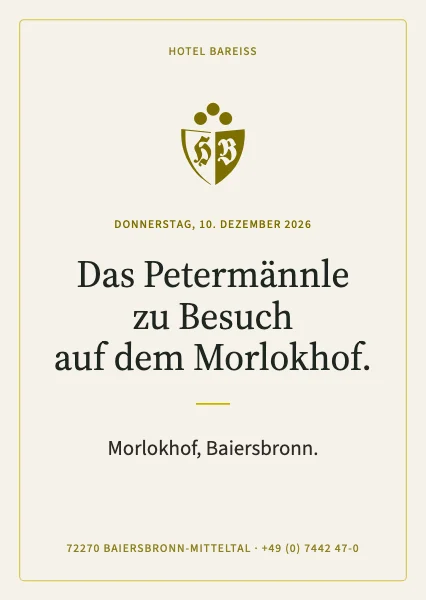 HOTEL BAREISS
H B
DONNERSTAG, 10. DEZEMBER 2026
Das Petermännle
zu Besuch
auf dem Morlokhof.
Morlokhof, Baiersbronn.
72270 BAIERSBRONN-MITTELTAL · +49 (0) 7442 47-0